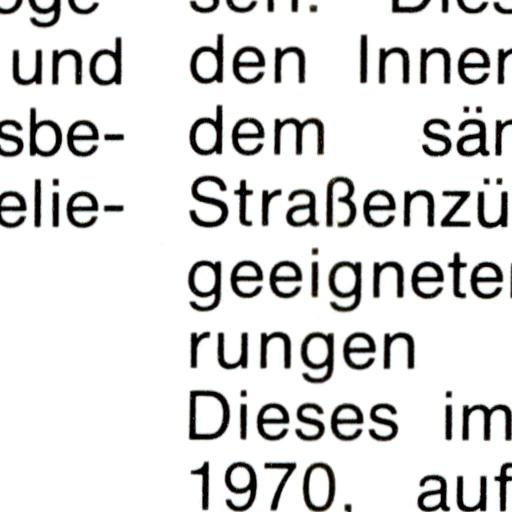 und
sbe-
elie-
den Inner
dem sär
Straßenzü
geeigneter
rungen
Dieses im
1970, auf